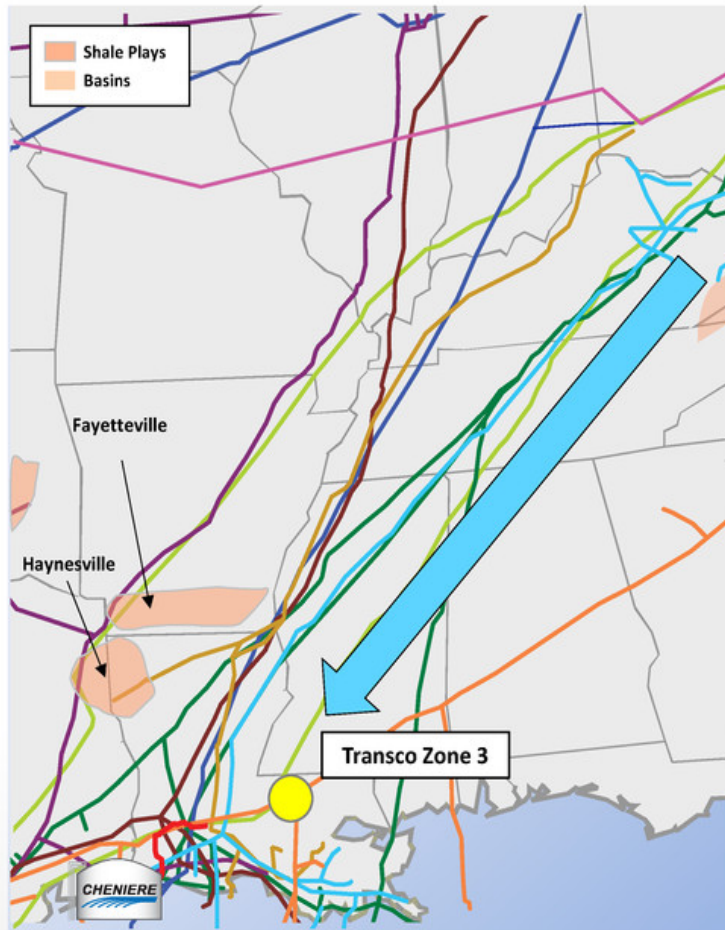 Shale Plays
Basins
Fayetteville
Haynesville
Transco Zone 3
CHENIERE